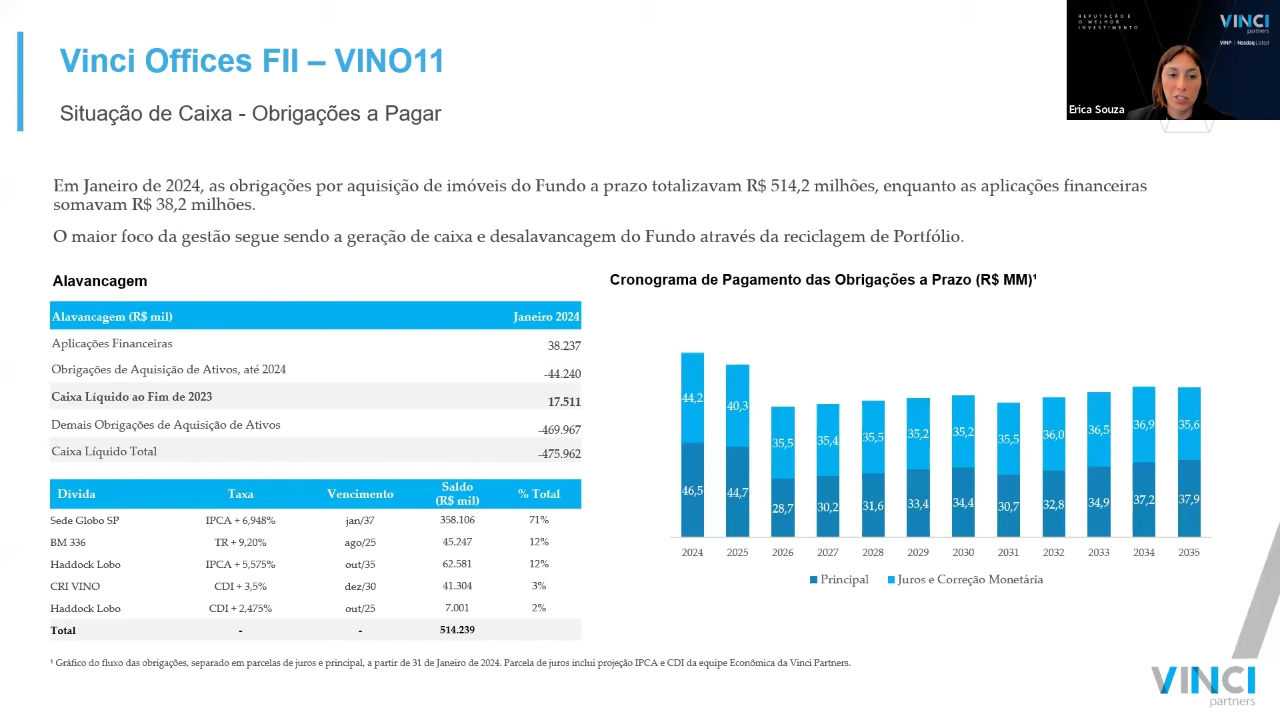 Vinci Offices FII – VINO11
Situação de Caixa - Obrigações a Pagar
REPUTAÇÃO É
O MELHOR
INVESTIMENTO
VINCI
partners
VINP | Nasdaq Listed
Erica Souza
Em Janeiro de 2024, as obrigações por aquisição de imóveis do Fundo a prazo totalizavam R$ 514,2 milhões, enquanto as aplicações financeiras
somavam R$ 38,2 milhões.
O maior foco da gestão segue sendo a geração de caixa e desalavancagem do Fundo através da reciclagem de Portfólio.
Alavancagem
Alavancagem (R$ mil) Janeiro 2024
Aplicações Financeiras 38.237
Obrigações de Aquisição de Ativos, até 2024 -44.240
Caixa Líquido ao Fim de 2023 17.511
Demais Obrigações de Aquisição de Ativos -469.967
Caixa Líquido Total -475.962
Dívida Taxa Vencimento Saldo (R$ mil) % Total
Sede Globo SP IPCA + 6,948% jan/37 358.106 71%
BM 336 TR + 9,20% ago/25 45.247 12%
Haddock Lobo IPCA + 5,575% out/35 62.581 12%
CRI VINO CDI + 3,5% dez/30 41.304 3%
Haddock Lobo CDI + 2,475% out/25 7.001 2%
Total - - 514.239
Cronograma de Pagamento das Obrigações a Prazo (R$ MM)¹
44,2 40,3 35,5 35,4 35,5 35,2 35,2 35,5 36,0 36,5 36,9 35,6
46,5 44,7 28,7 30,2 31,6 33,4 34,4 30,7 32,8 34,9 37,2 37,9
2024 2025 2026 2027 2028 2029 2030 2031 2032 2033 2034 2035
Principal Juros e Correção Monetária
¹ Gráfico do fluxo das obrigações, separado em parcelas de juros e principal, a partir de 31 de Janeiro de 2024. Parcela de juros inclui projeção IPCA e CDI da equipe Econômica da Vinci Partners.
VINCI
partners